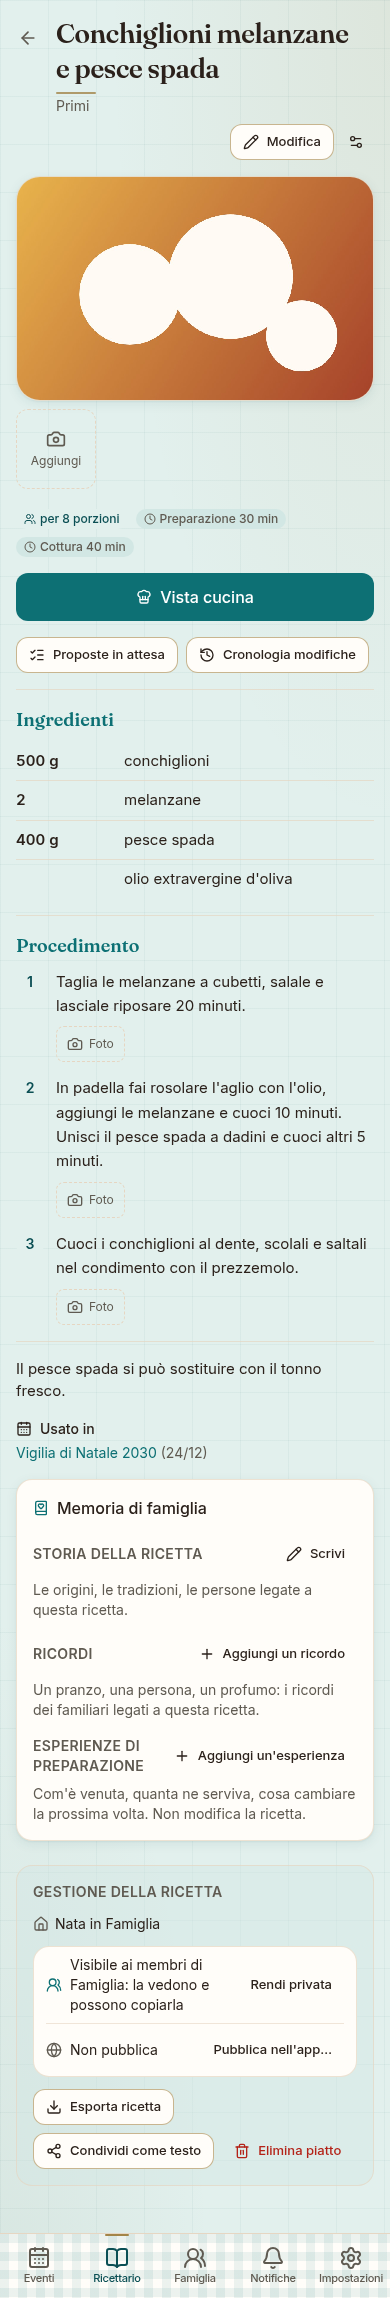 Conchiglioni melanzane
e pesce spada
Primi
Modifica
Aggiungi
per 8 porzioni
Preparazione 30 min
Cottura 40 min
Vista cucina
Proposte in attesa
Cronologia modifiche
Ingredienti
500 g conchiglioni
2 melanzane
400 g pesce spada
olio extravergine d'oliva
Procedimento
1 Taglia le melanzane a cubetti, salale e
lasciale riposare 20 minuti.
Foto
2 In padella fai rosolare l'aglio con l'olio,
aggiungi le melanzane e cuoci 10 minuti.
Unisci il pesce spada a dadini e cuoci altri 5
minuti.
Foto
3 Cuoci i conchiglioni al dente, scolali e saltali
nel condimento con il prezzemolo.
Foto
Il pesce spada si può sostituire con il tonno
fresco.
Usato in
Vigilia di Natale 2030 (24/12)
Memoria di famiglia
STORIA DELLA RICETTA
Scrivi
Le origini, le tradizioni, le persone legate a
questa ricetta.
RICORDI
Aggiungi un ricordo
Un pranzo, una persona, un profumo: i ricordi
dei familiari legati a questa ricetta.
ESPERIENZE DI
PREPARAZIONE
Aggiungi un'esperienza
Com'è venuta, quanta ne serviva, cosa cambiare
la prossima volta. Non modifica la ricetta.
GESTIONE DELLA RICETTA
Nata in Famiglia
Visibile ai membri di
Famiglia: la vedono e
possono copiarla
Rendi privata
Non pubblica
Pubblica nell'app…
Esporta ricetta
Condividi come testo
Elimina piatto
Eventi
Ricettario
Famiglia
Notifiche
Impostazioni